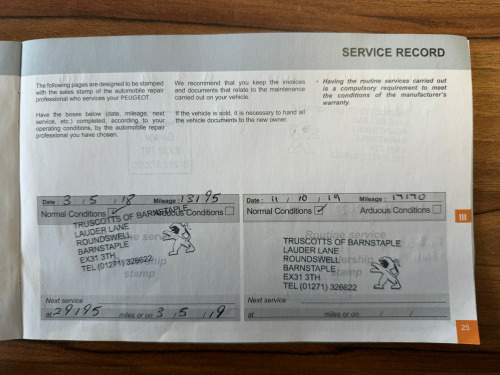 SERVICE RECORD
The following pages are designed to be stamped
with the sales stamp of the automobile repair
professional who services your PEUGEOT.
Have the boxes below (date, mileage, next
service, etc.) completed, according to your
operating conditions, by the automobile repair
professional you have chosen.
We recommend that you keep the invoices
and documents that relate to the maintenance
carried out on your vehicle.
If the vehicle is sold, it is necessary to hand all
the vehicle documents to the new owner.
• Having the routine services carried out
is a compulsory requirement to meet
the conditions of the manufacturer's
warranty.
Date : 3 / 5 / 18 Mileage : 13195
Normal Conditions Arduous Conditions
TRUSCOTTS OF BARNSTAPLE
LAUDER LANE
ROUNDSWELL
BARNSTAPLE
EX31 3TH
TEL (01271) 326622
stamp
Next service
at 29195 miles or on 3 / 5 / 19
Date : 11 / 10 / 19 Mileage :
Normal Conditions Arduous Conditions
Routine service
TRUSCOTTS OF BARNSTAPLE
LAUDER LANE
ROUNDSWELL
BARNSTAPLE
EX31 3TH
TEL (01271) 326622
stamp
Next service
at miles or on / /
25